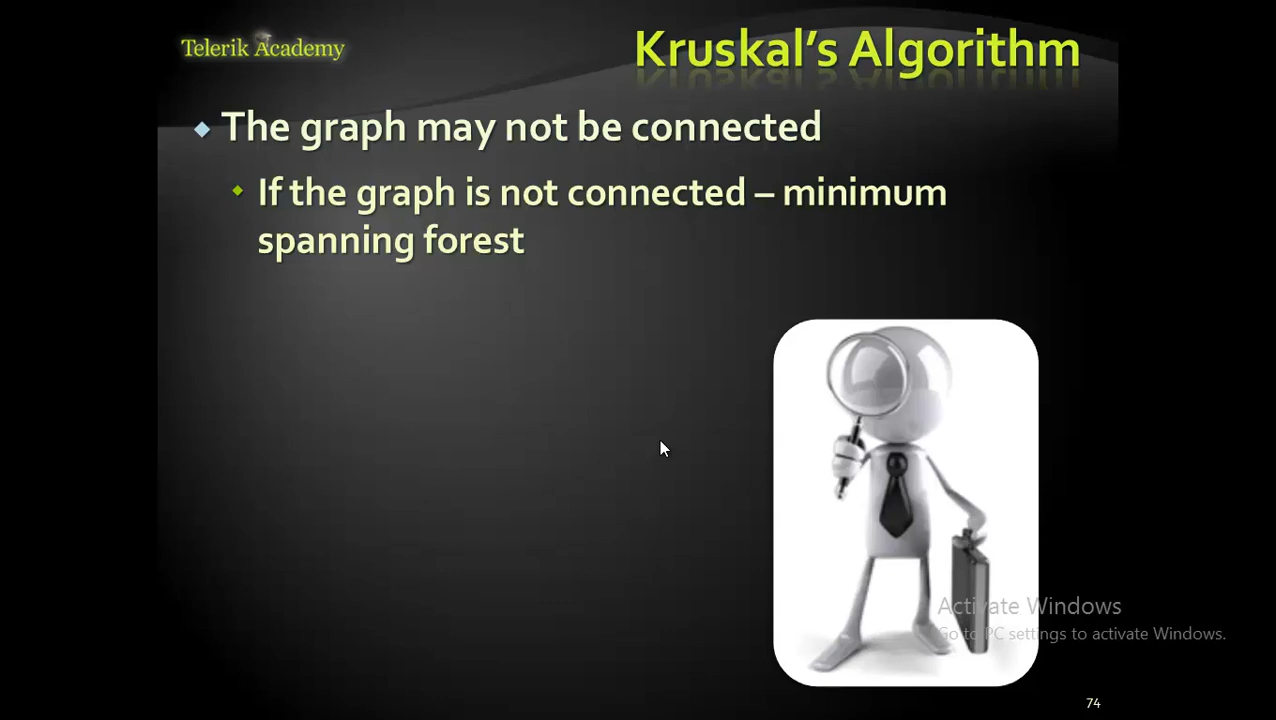 Telerik Academy
Kruskal's Algorithm
The graph may not be connected
If the graph is not connected – minimum
spanning forest
Activate Windows
Go to PC settings to activate Windows.
74